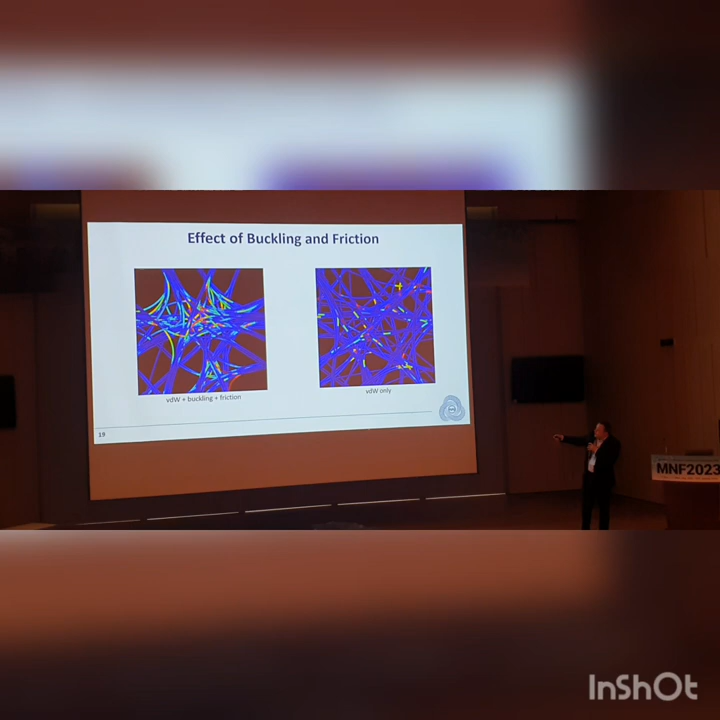 Effect of Buckling and Friction
vdW + buckling + friction
vdW only
19
MNF2023
InShOt